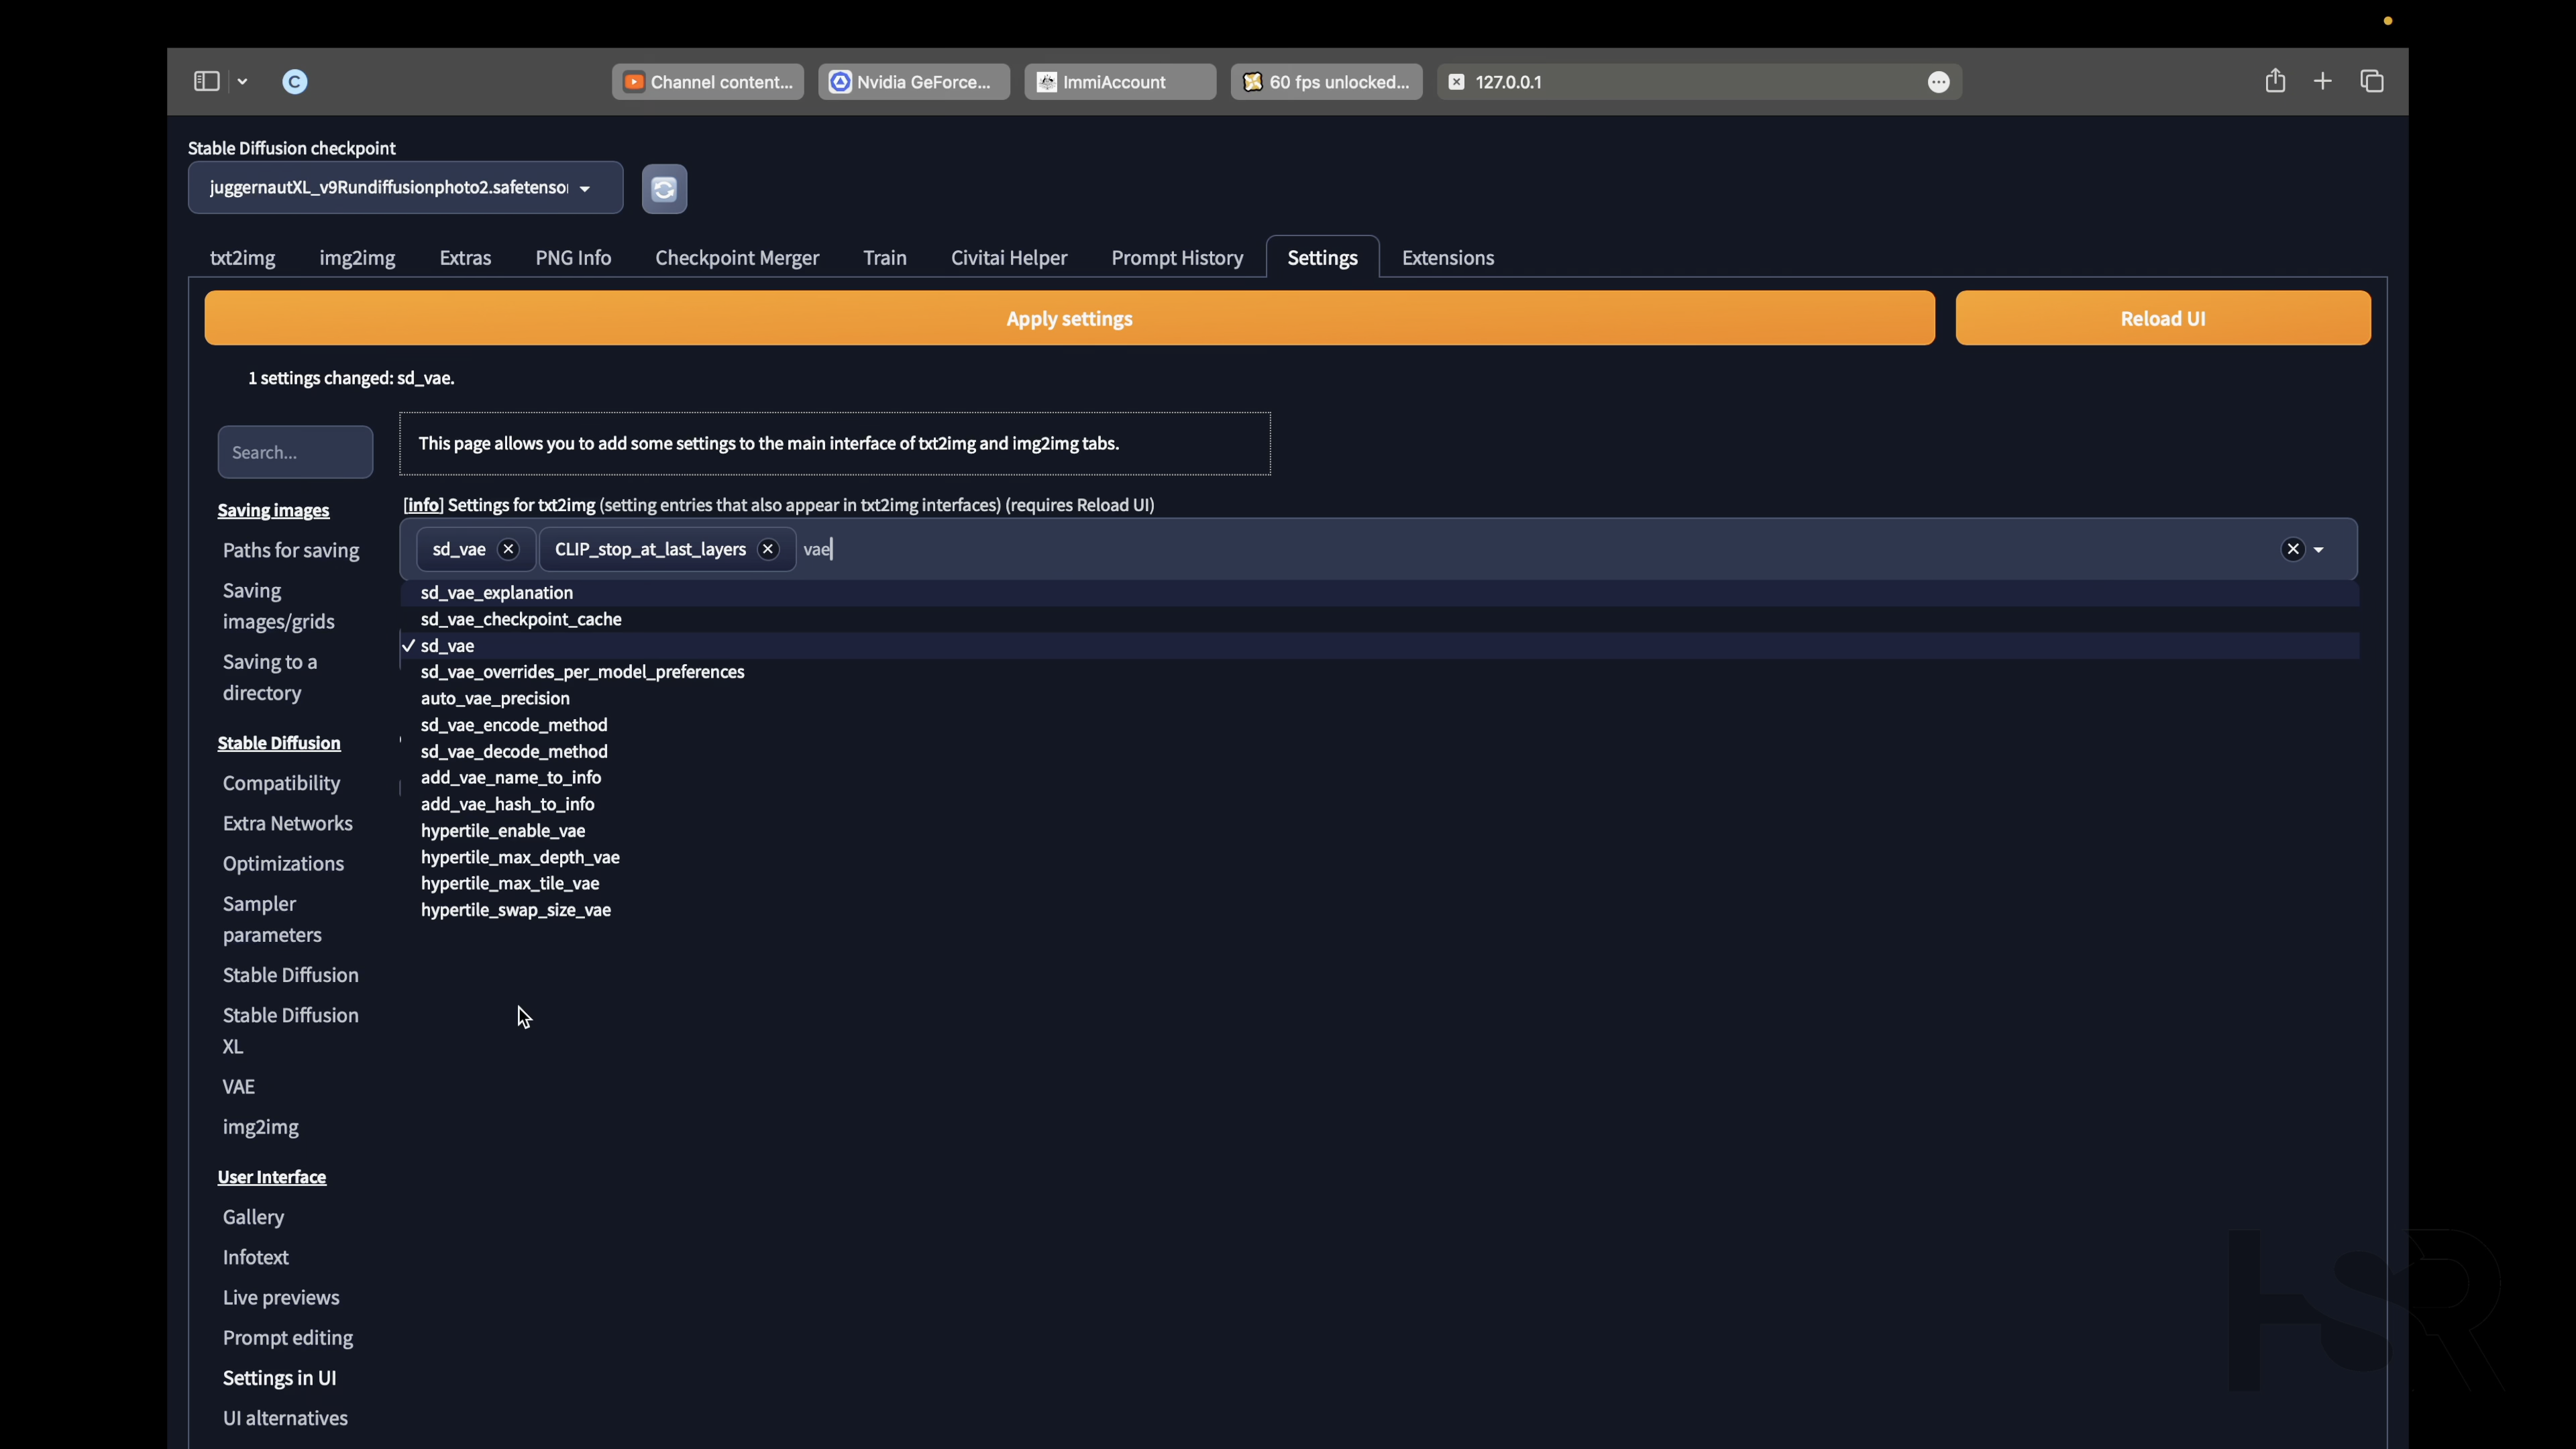 C
Channel content...
Nvidia GeForce...
ImmiAccount
60 fps unlocked...
127.0.0.1
Stable Diffusion checkpoint
juggernautXL_v9Rundiffusionphoto2.safetenso
txt2img
img2img
Extras
PNG Info
Checkpoint Merger
Train
Civitai Helper
Prompt History
Settings
Extensions
Apply settings
Reload UI
1 settings changed: sd_vae.
Search...
This page allows you to add some settings to the main interface of txt2img and img2img tabs.
[info] Settings for txt2img (setting entries that also appear in txt2img interfaces) (requires Reload UI)
sd_vae
CLIP_stop_at_last_layers
vae
sd_vae_explanation
sd_vae_checkpoint_cache
✓ sd_vae
sd_vae_overrides_per_model_preferences
auto_vae_precision
sd_vae_encode_method
sd_vae_decode_method
add_vae_name_to_info
add_vae_hash_to_info
hypertile_enable_vae
hypertile_max_depth_vae
hypertile_max_tile_vae
hypertile_swap_size_vae
Saving images
Paths for saving
Saving
images/grids
Saving to a
directory
Stable Diffusion
Compatibility
Extra Networks
Optimizations
Sampler
parameters
Stable Diffusion
Stable Diffusion
XL
VAE
img2img
User Interface
Gallery
Infotext
Live previews
Prompt editing
Settings in UI
UI alternatives
HSR